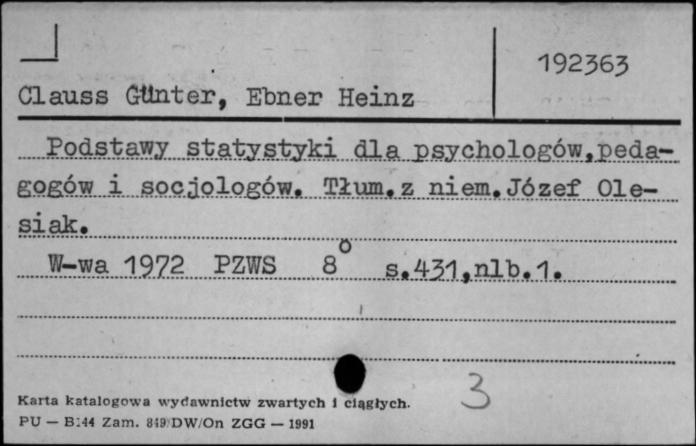 192363
Clauss Günter, Ebner Heinz
Podstawy statystyki dla psychologów,peda-
gogów i socjologów. Tłum.z niem.Józef Ole-
siak.
W-wa 1972 PZWS 8° s.431,nlb.1.
3
Karta katalogowa wydawnictw zwartych i ciągłych.
PU — B:44 Zam. 849/DW/On ZGG — 1991